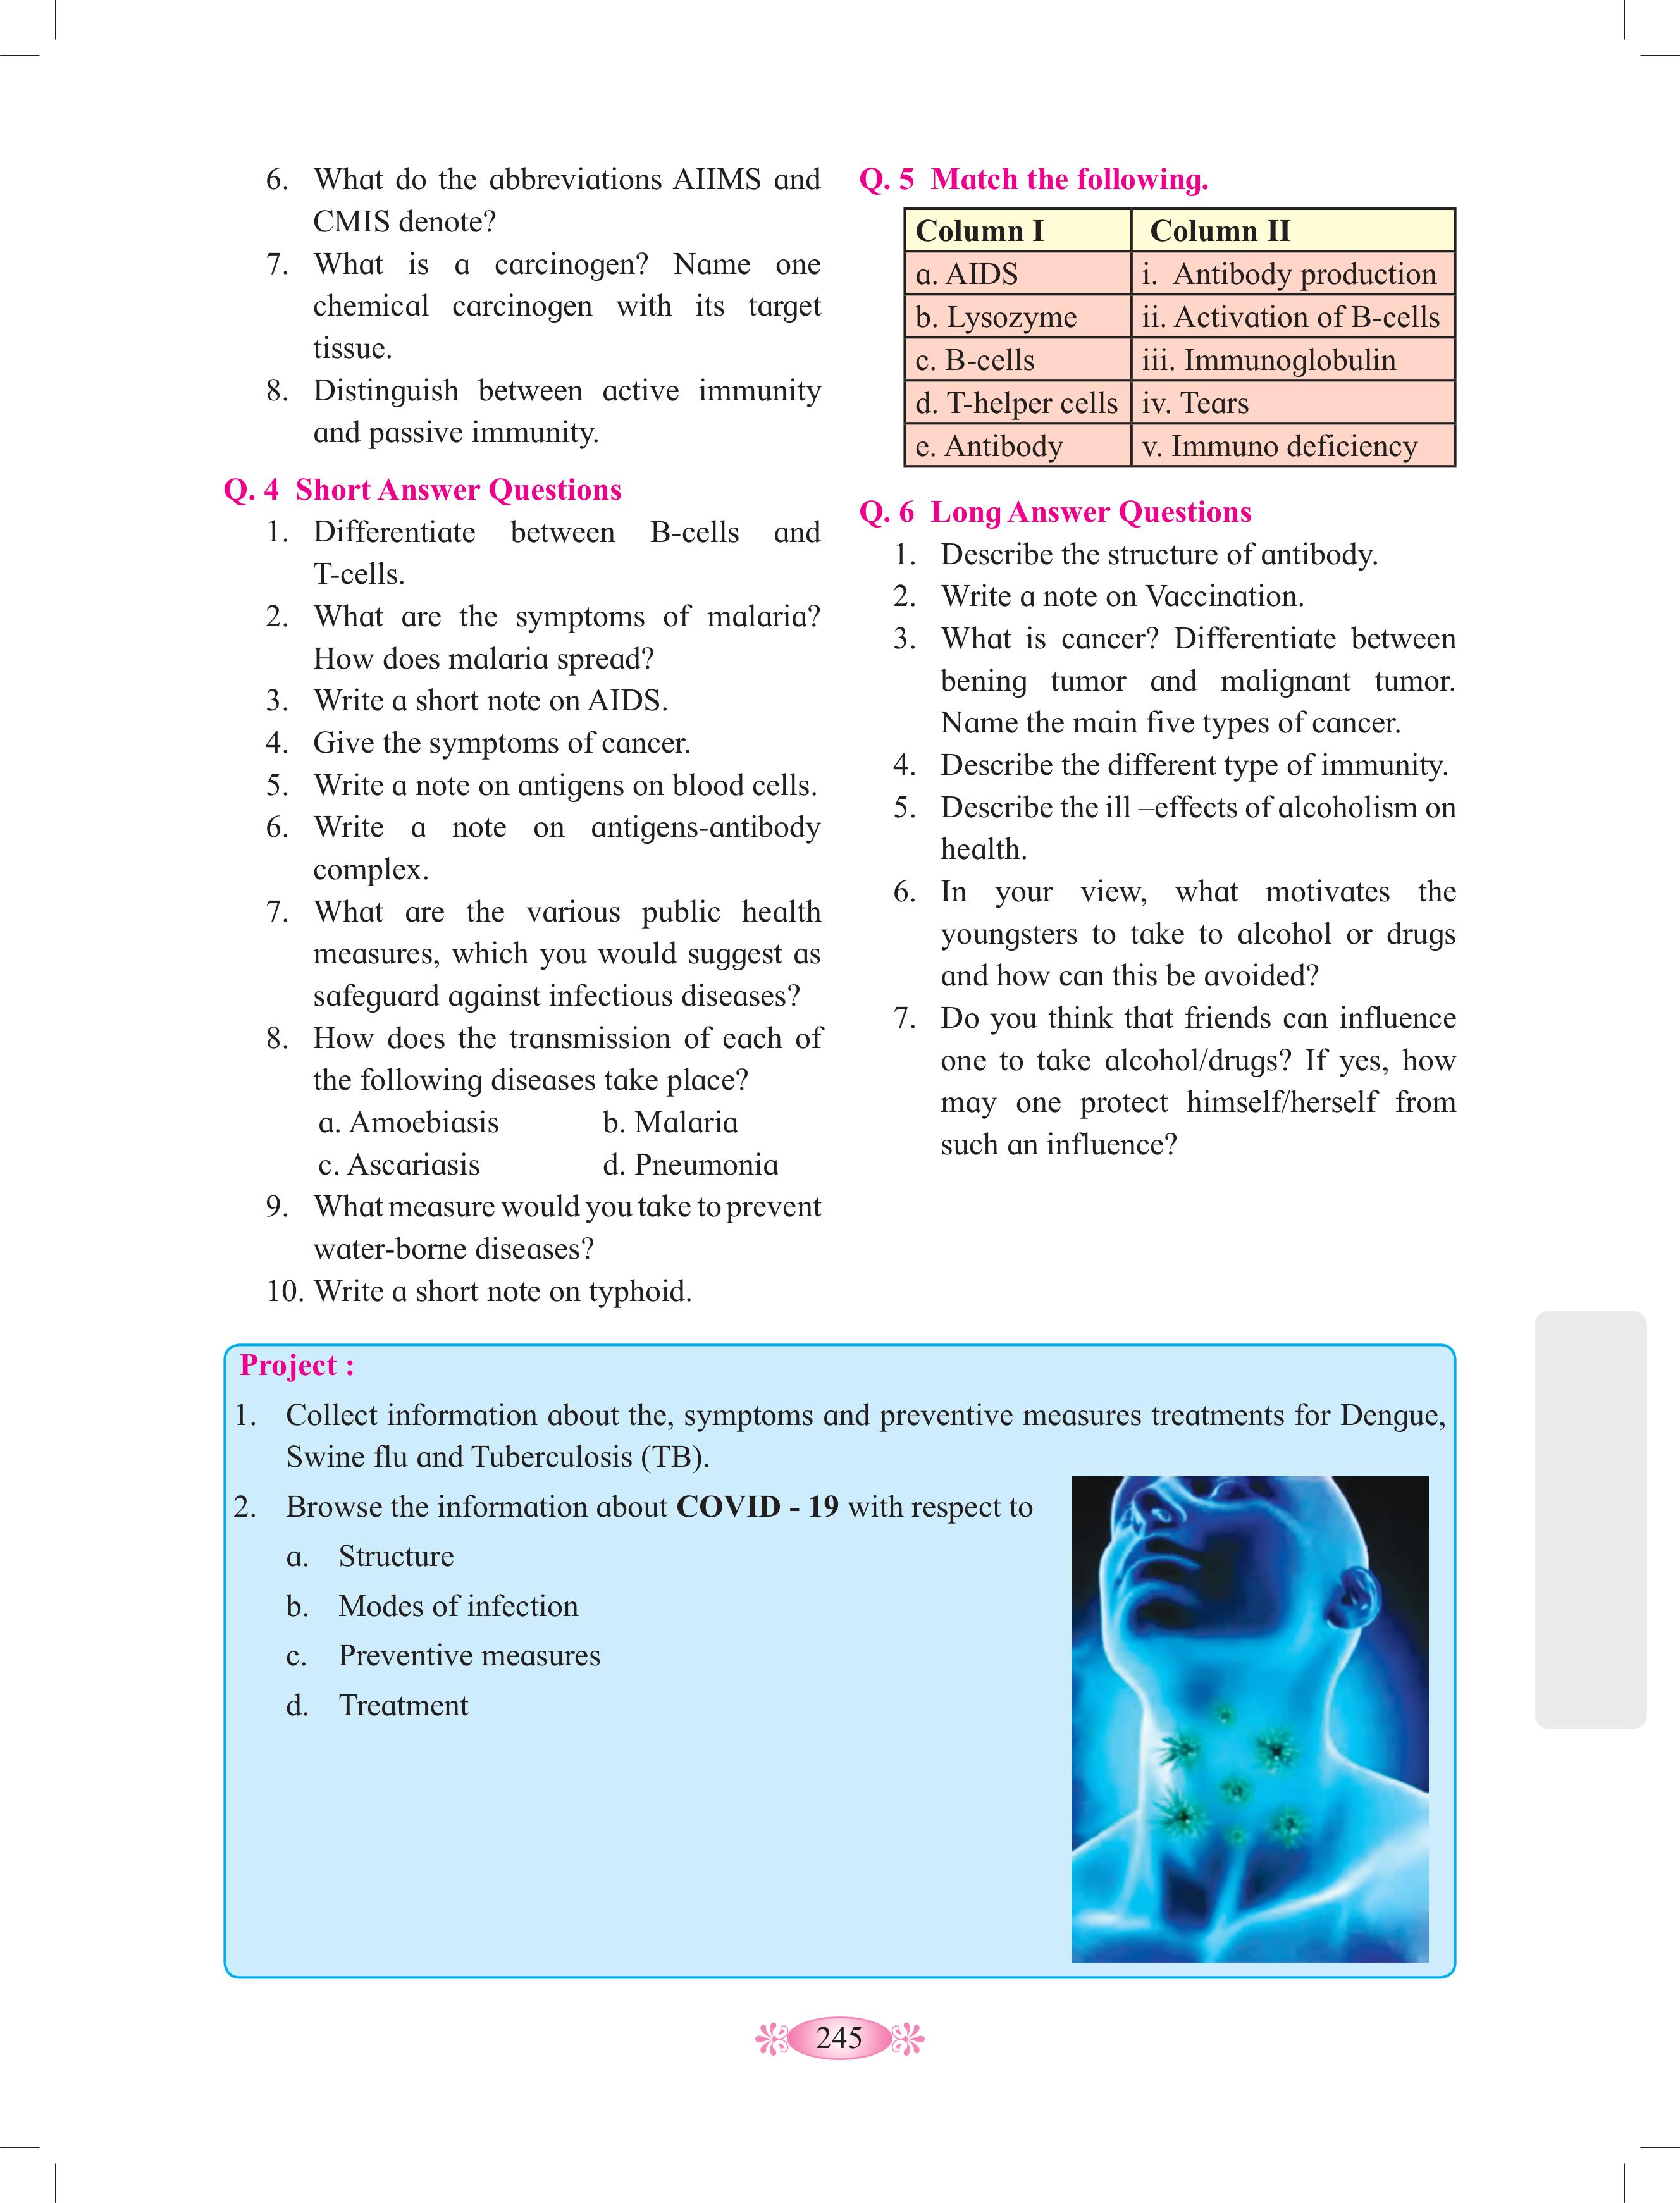 6. What do the abbreviations AIIMS and
CMIS denote?
7. What is a carcinogen? Name one
chemical carcinogen with its target
tissue.
8. Distinguish between active immunity
and passive immunity.
Q. 4 Short Answer Questions
1. Differentiate between B-cells and
T-cells.
2. What are the symptoms of malaria?
How does malaria spread?
3. Write a short note on AIDS.
4. Give the symptoms of cancer.
5. Write a note on antigens on blood cells.
6. Write a note on antigens-antibody
complex.
7. What are the various public health
measures, which you would suggest as
safeguard against infectious diseases?
8. How does the transmission of each of
the following diseases take place?
a. Amoebiasis b. Malaria
c. Ascariasis d. Pneumonia
9. What measure would you take to prevent
water-borne diseases?
10. Write a short note on typhoid.
Q. 5 Match the following.
Column I Column II
a. AIDS i. Antibody production
b. Lysozyme ii. Activation of B-cells
c. B-cells iii. Immunoglobulin
d. T-helper cells iv. Tears
e. Antibody v. Immuno deficiency
Q. 6 Long Answer Questions
1. Describe the structure of antibody.
2. Write a note on Vaccination.
3. What is cancer? Differentiate between
bening tumor and malignant tumor.
Name the main five types of cancer.
4. Describe the different type of immunity.
5. Describe the ill –effects of alcoholism on
health.
6. In your view, what motivates the
youngsters to take to alcohol or drugs
and how can this be avoided?
7. Do you think that friends can influence
one to take alcohol/drugs? If yes, how
may one protect himself/herself from
such an influence?
Project :
1. Collect information about the, symptoms and preventive measures treatments for Dengue,
Swine flu and Tuberculosis (TB).
2. Browse the information about COVID - 19 with respect to
a. Structure
b. Modes of infection
c. Preventive measures
d. Treatment
245